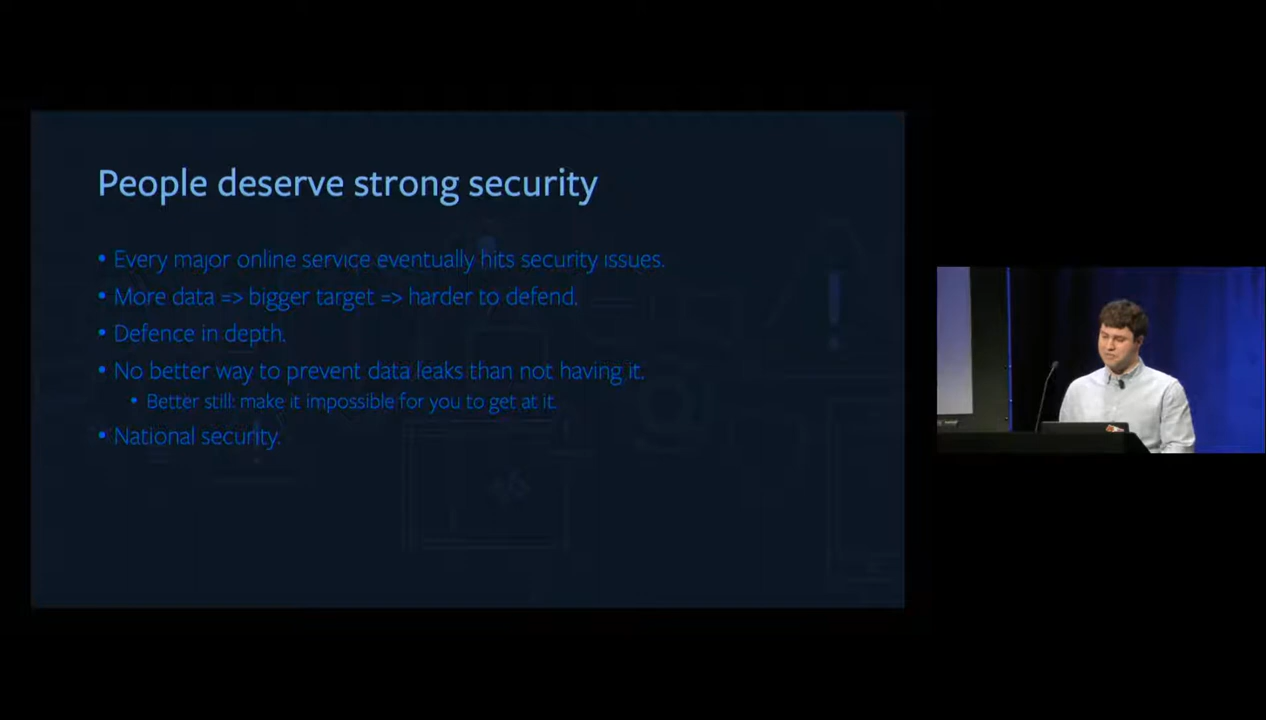 People deserve strong security
• Every major online service eventually hits security issues.
• More data => bigger target => harder to defend.
• Defence in depth.
• No better way to prevent data leaks than not having it.
• Better still: make it impossible for you to get at it.
• National security.